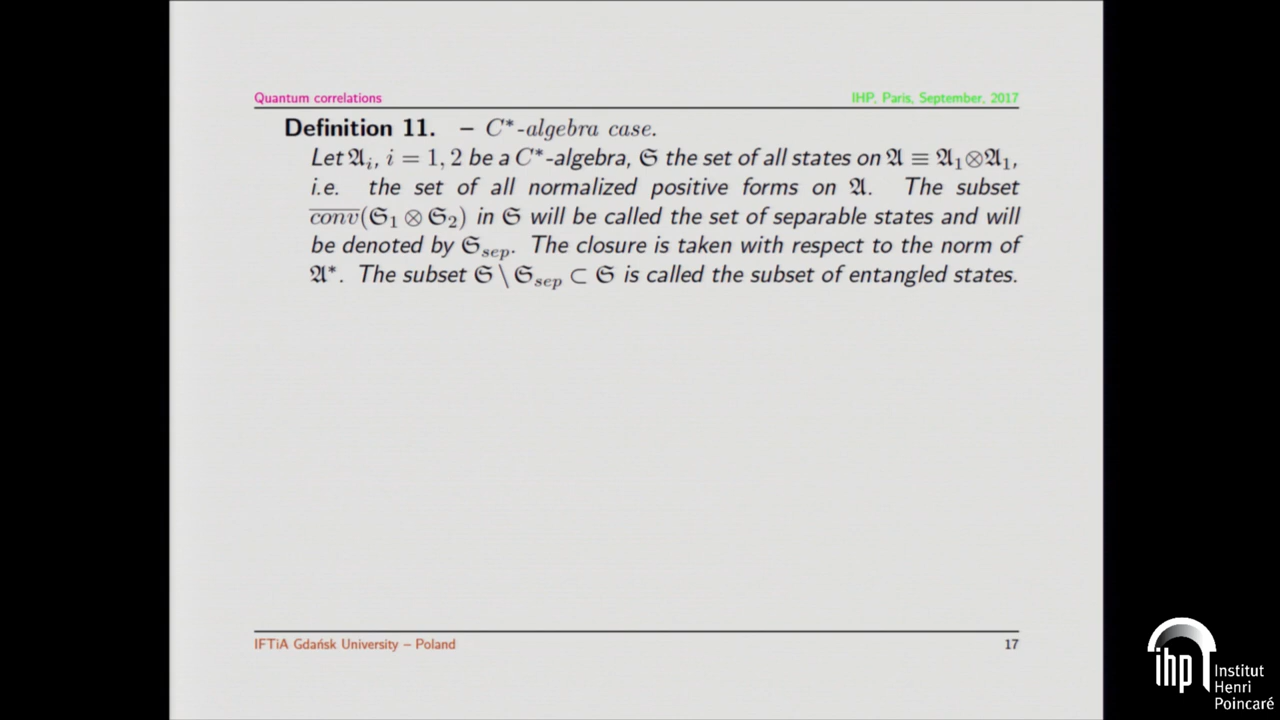 Quantum correlations IHP, Paris, September, 2017
Definition 11. – C*-algebra case.
Let 𝔄ᵢ, i = 1, 2 be a C*-algebra, 𝔖 the set of all states on 𝔄 ≡ 𝔄₁⊗𝔄₁,
i.e. the set of all normalized positive forms on 𝔄. The subset
c̅o̅n̅v̅(𝔖₁ ⊗ 𝔖₂) in 𝔖 will be called the set of separable states and will
be denoted by 𝔖_{sep}. The closure is taken with respect to the norm of
𝔄*. The subset 𝔖 \ 𝔖_{sep} ⊂ 𝔖 is called the subset of entangled states.
IFTiA Gdańsk University – Poland 17
ihp
Institut
Henri
Poincaré